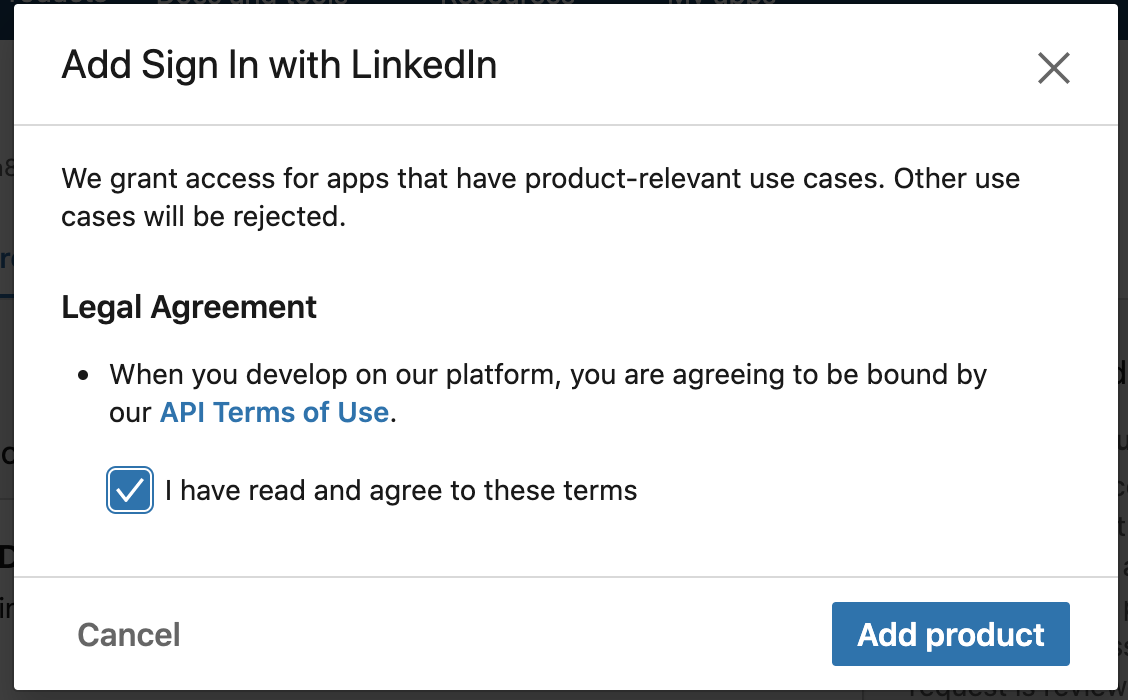 Add Sign In with LinkedIn
We grant access for apps that have product-relevant use cases. Other use
cases will be rejected.
Legal Agreement
• When you develop on our platform, you are agreeing to be bound by
our API Terms of Use.
I have read and agree to these terms
Cancel
Add product